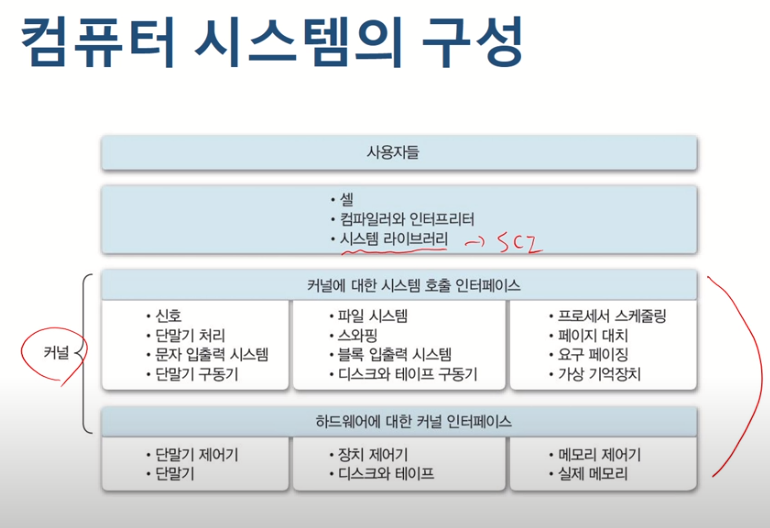 컴퓨터 시스템의 구성
사용자들
• 셸
• 컴파일러와 인터프리터
• 시스템 라이브러리 → SCI
커널에 대한 시스템 호출 인터페이스
커널
• 신호
• 단말기 처리
• 문자 입출력 시스템
• 단말기 구동기
• 파일 시스템
• 스와핑
• 블록 입출력 시스템
• 디스크와 테이프 구동기
• 프로세서 스케줄링
• 페이지 대치
• 요구 페이징
• 가상 기억장치
하드웨어에 대한 커널 인터페이스
• 단말기 제어기
• 단말기
• 장치 제어기
• 디스크와 테이프
• 메모리 제어기
• 실제 메모리